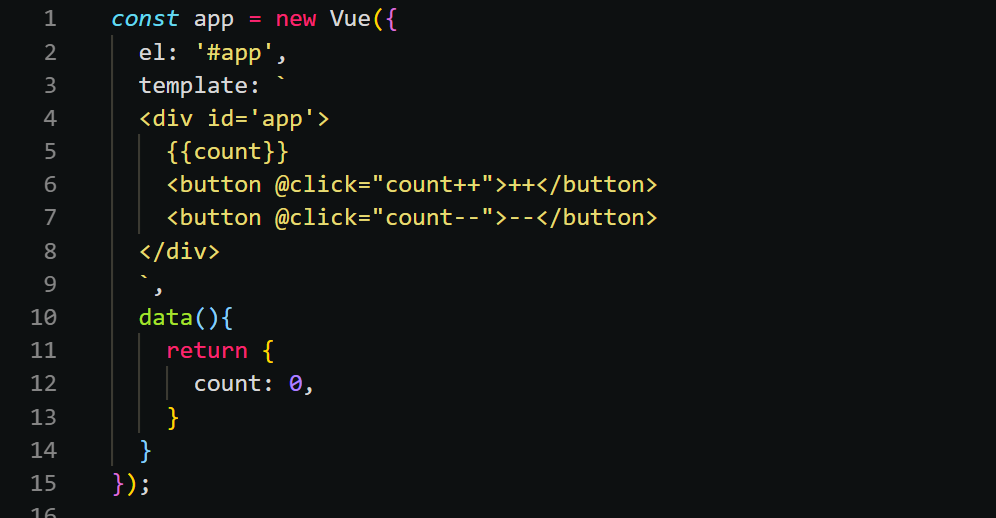 1 const app = new Vue({
2 el: '#app',
3 template: `
4 <div id='app'>
5 {{count}}
6 <button @click="count++">++</button>
7 <button @click="count--">--</button>
8 </div>
9 `,
10 data(){
11 return {
12 count: 0,
13 }
14 }
15 });
16